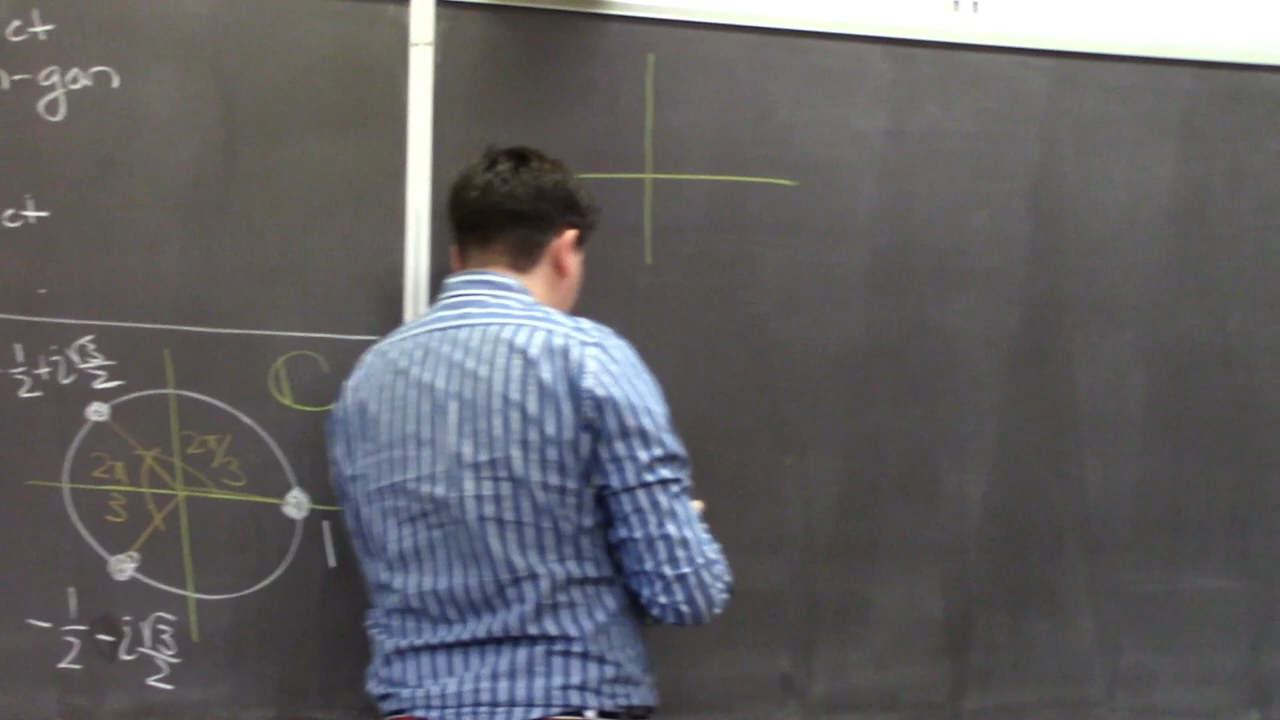 ct
n-gon
ct
-1/2+i√3/2
C
2π/3
2π/3
1
-1/2-i√3/2